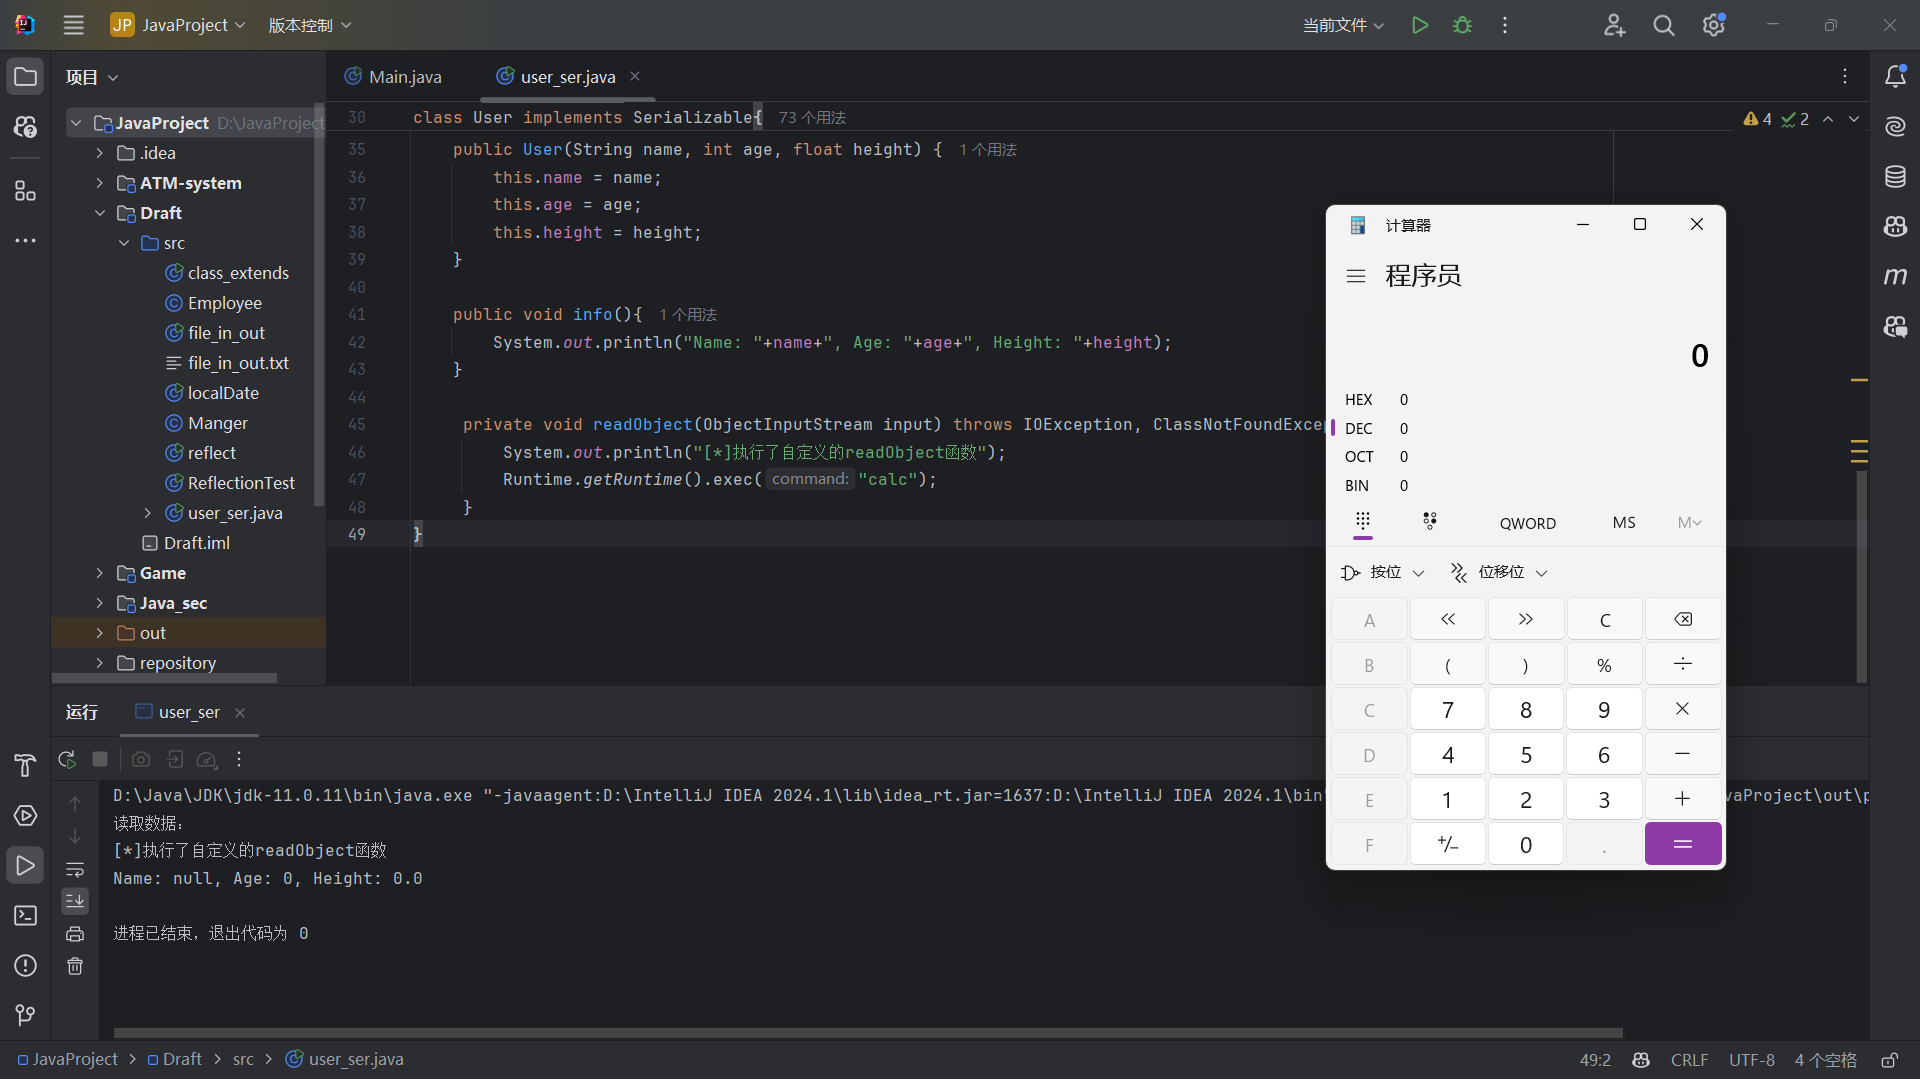 JP JavaProject 版本控制 当前文件
项目
Main.java user_ser.java
JavaProject D:\JavaProject
.idea
ATM-system
Draft
src
class_extends
Employee
file_in_out
file_in_out.txt
localDate
Manger
reflect
ReflectionTest
user_ser.java
Draft.iml
Game
Java_sec
out
repository
30 class User implements Serializable{ 73 个用法
4 2
35 public User(String name, int age, float height) { 1 个用法
36 this.name = name;
37 this.age = age;
38 this.height = height;
39 }
40
41 public void info(){ 1 个用法
42 System.out.println("Name: "+name+", Age: "+age+", Height: "+height);
43 }
44
45 private void readObject(ObjectInputStream input) throws IOException, ClassNotFoundExcep
46 System.out.println("[*]执行了自定义的readObject函数");
47 Runtime.getRuntime().exec( command: "calc");
48 }
49 }
计算器
程序员
0
HEX 0
DEC 0
OCT 0
BIN 0
QWORD MS M
按位 位移位
A « » C
B ( ) % ÷
C 7 8 9 ×
D 4 5 6 −
E 1 2 3 +
F +/− 0 . =
运行 user_ser
D:\Java\JDK\jdk-11.0.11\bin\java.exe "-javaagent:D:\IntelliJ IDEA 2024.1\lib\idea_rt.jar=1637:D:\IntelliJ IDEA 2024.1\bin" vaProject\out\p
读取数据：
[*]执行了自定义的readObject函数
Name: null, Age: 0, Height: 0.0
进程已结束，退出代码为 0
JavaProject > Draft > src > user_ser.java
49:2 CRLF UTF-8 4 个空格